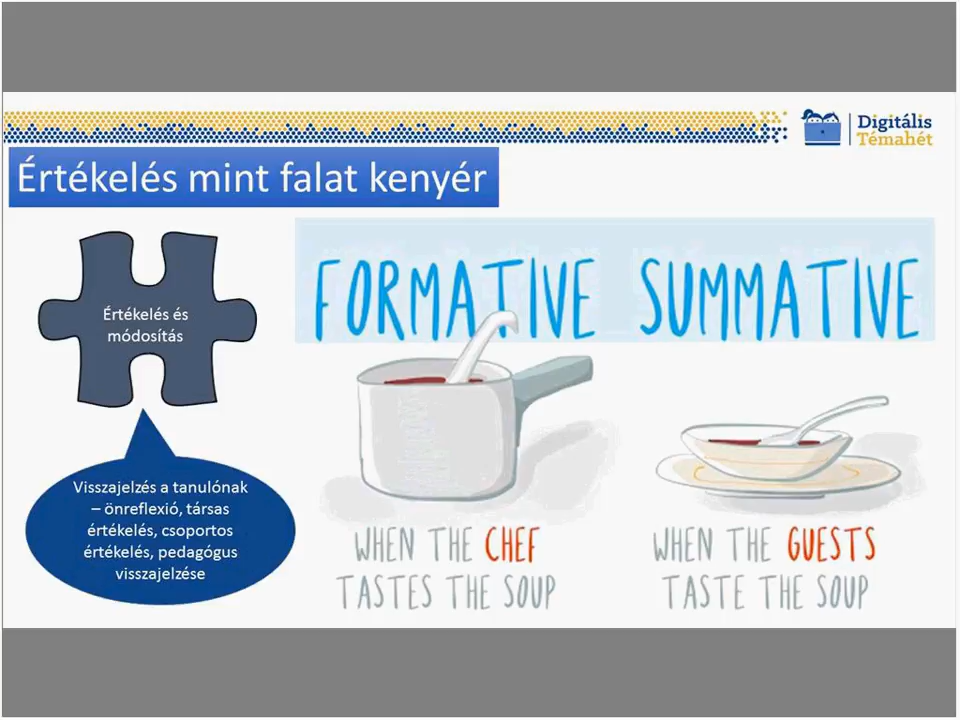 Digitális
Témahét
Értékelés mint falat kenyér
Értékelés és
módosítás
Visszajelzés a tanulónak
– önreflexió, társas
értékelés, csoportos
értékelés, pedagógus
visszajelzése
FORMATIVE SUMMATIVE
WHEN THE CHEF
TASTES THE SOUP
WHEN THE GUESTS
TASTE THE SOUP